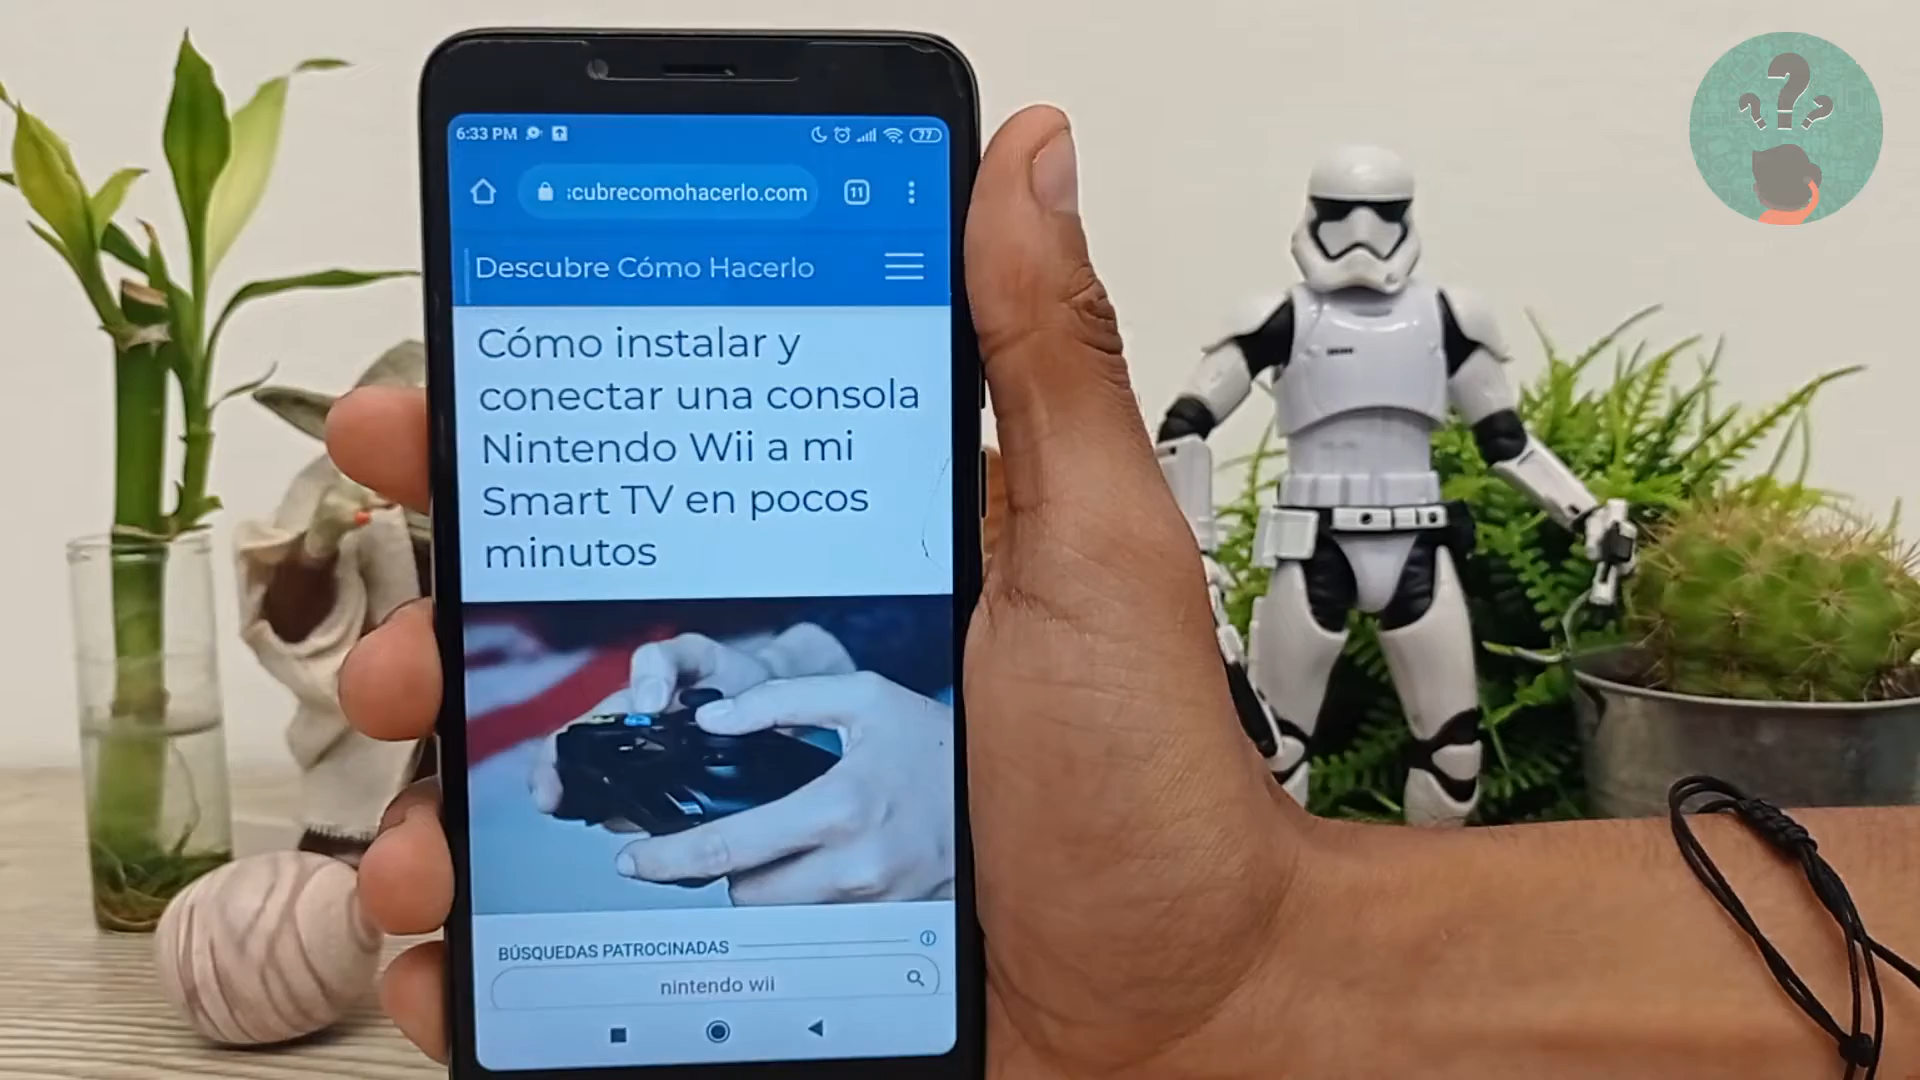 6:33 PM
77
:cubrecomohacerlo.com
11
Descubre Cómo Hacerlo
Cómo instalar y
conectar una consola
Nintendo Wii a mi
Smart TV en pocos
minutos
BÚSQUEDAS PATROCINADAS
nintendo wii